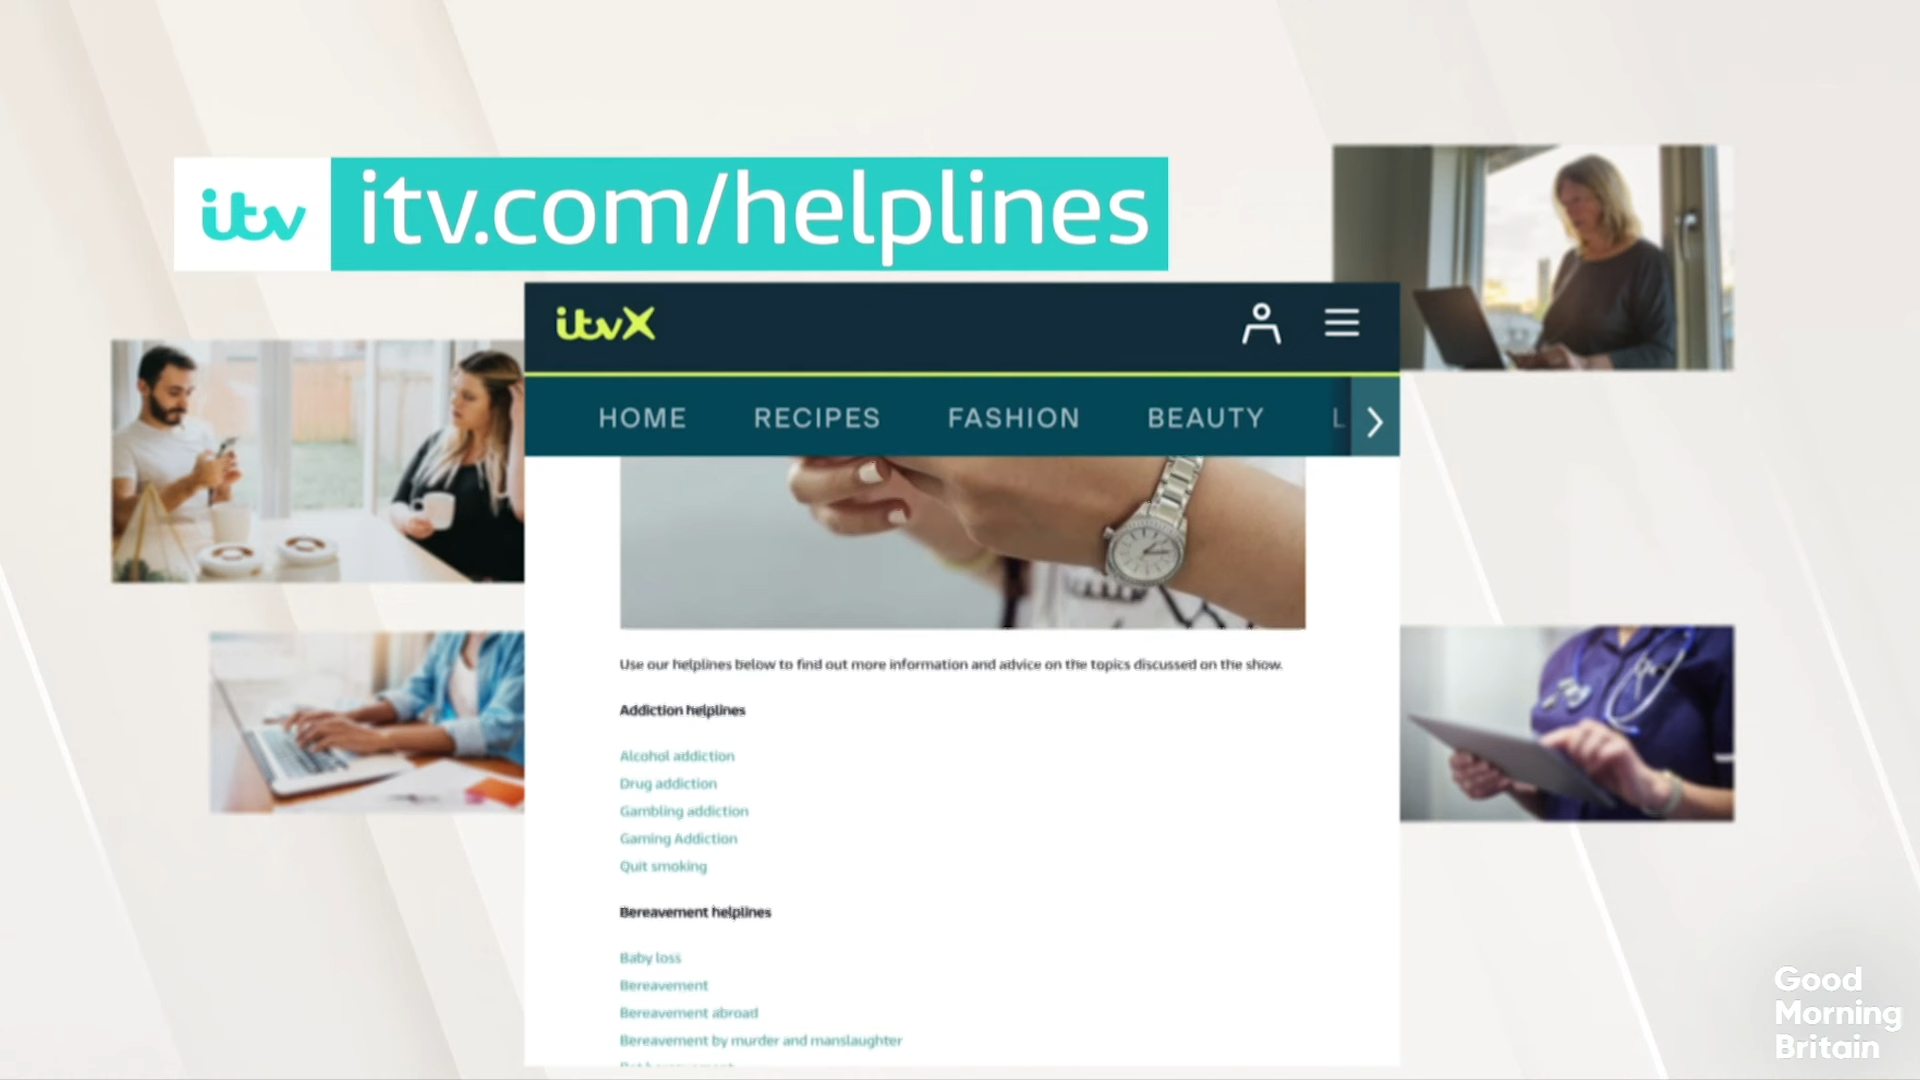 itv itv.com/helplines
itvX
HOME RECIPES FASHION BEAUTY L
Use our helplines below to find out more information and advice on the topics discussed on the show.
Addiction helplines
Alcohol addiction
Drug addiction
Gambling addiction
Gaming Addiction
Quit smoking
Bereavement helplines
Baby loss
Bereavement
Bereavement abroad
Bereavement by murder and manslaughter
Good
Morning
Britain